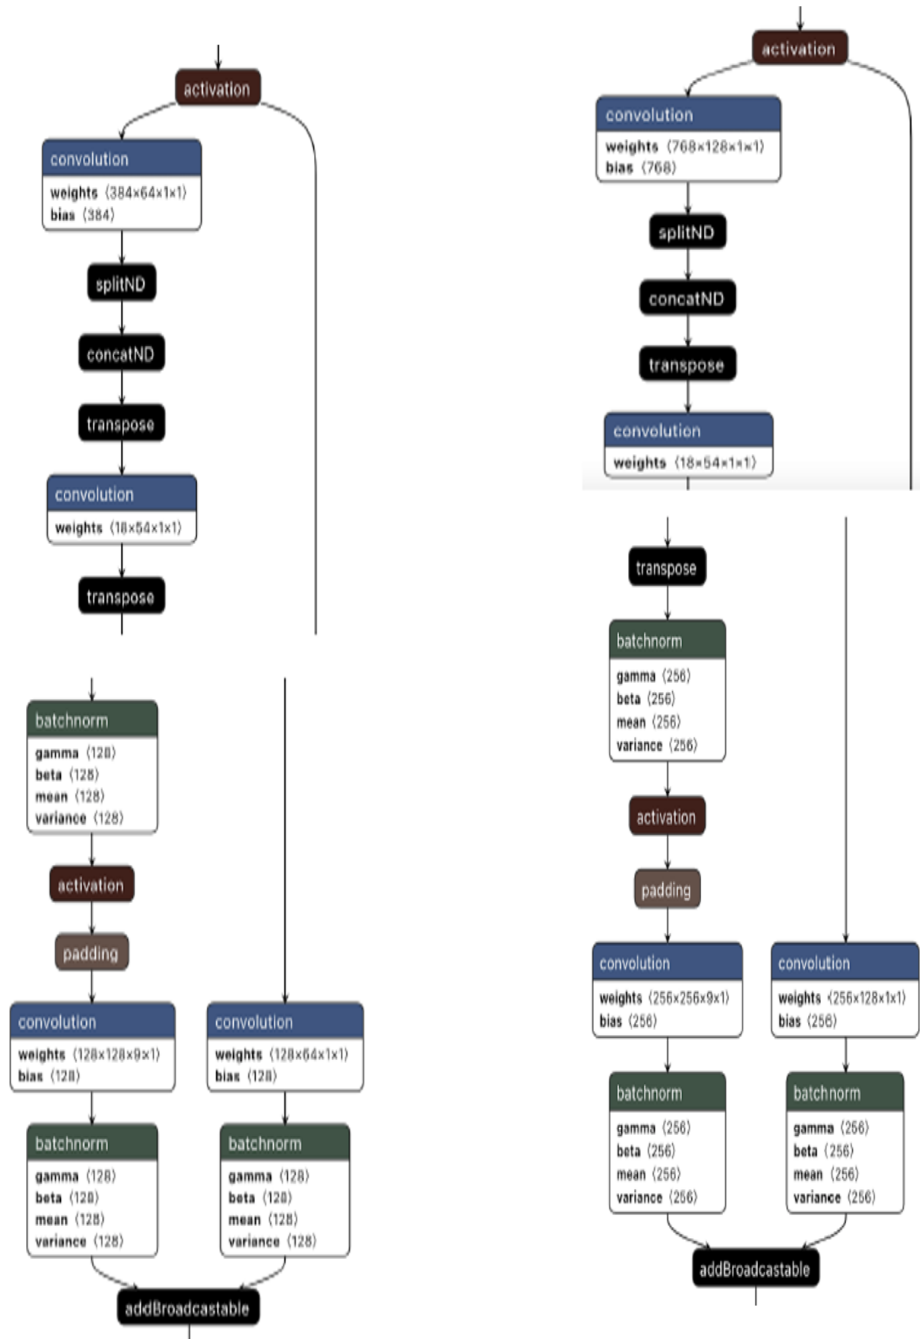 activation
convolution
weights ⟨384×64×1×1⟩
bias ⟨384⟩
splitND
concatND
transpose
convolution
weights ⟨18×54×1×1⟩
transpose
batchnorm
gamma ⟨128⟩
beta ⟨128⟩
mean ⟨128⟩
variance ⟨128⟩
activation
padding
convolution
weights ⟨128×128×9×1⟩
bias ⟨128⟩
convolution
weights ⟨128×64×1×1⟩
bias ⟨128⟩
batchnorm
gamma ⟨128⟩
beta ⟨128⟩
mean ⟨128⟩
variance ⟨128⟩
batchnorm
gamma ⟨128⟩
beta ⟨128⟩
mean ⟨128⟩
variance ⟨128⟩
addBroadcastable
activation
convolution
weights ⟨768×128×1×1⟩
bias ⟨768⟩
splitND
concatND
transpose
convolution
weights ⟨18×54×1×1⟩
transpose
batchnorm
gamma ⟨256⟩
beta ⟨256⟩
mean ⟨256⟩
variance ⟨256⟩
activation
padding
convolution
weights ⟨256×256×9×1⟩
bias ⟨256⟩
convolution
weights ⟨256×128×1×1⟩
bias ⟨256⟩
batchnorm
gamma ⟨256⟩
beta ⟨256⟩
mean ⟨256⟩
variance ⟨256⟩
batchnorm
gamma ⟨256⟩
beta ⟨256⟩
mean ⟨256⟩
variance ⟨256⟩
addBroadcastable